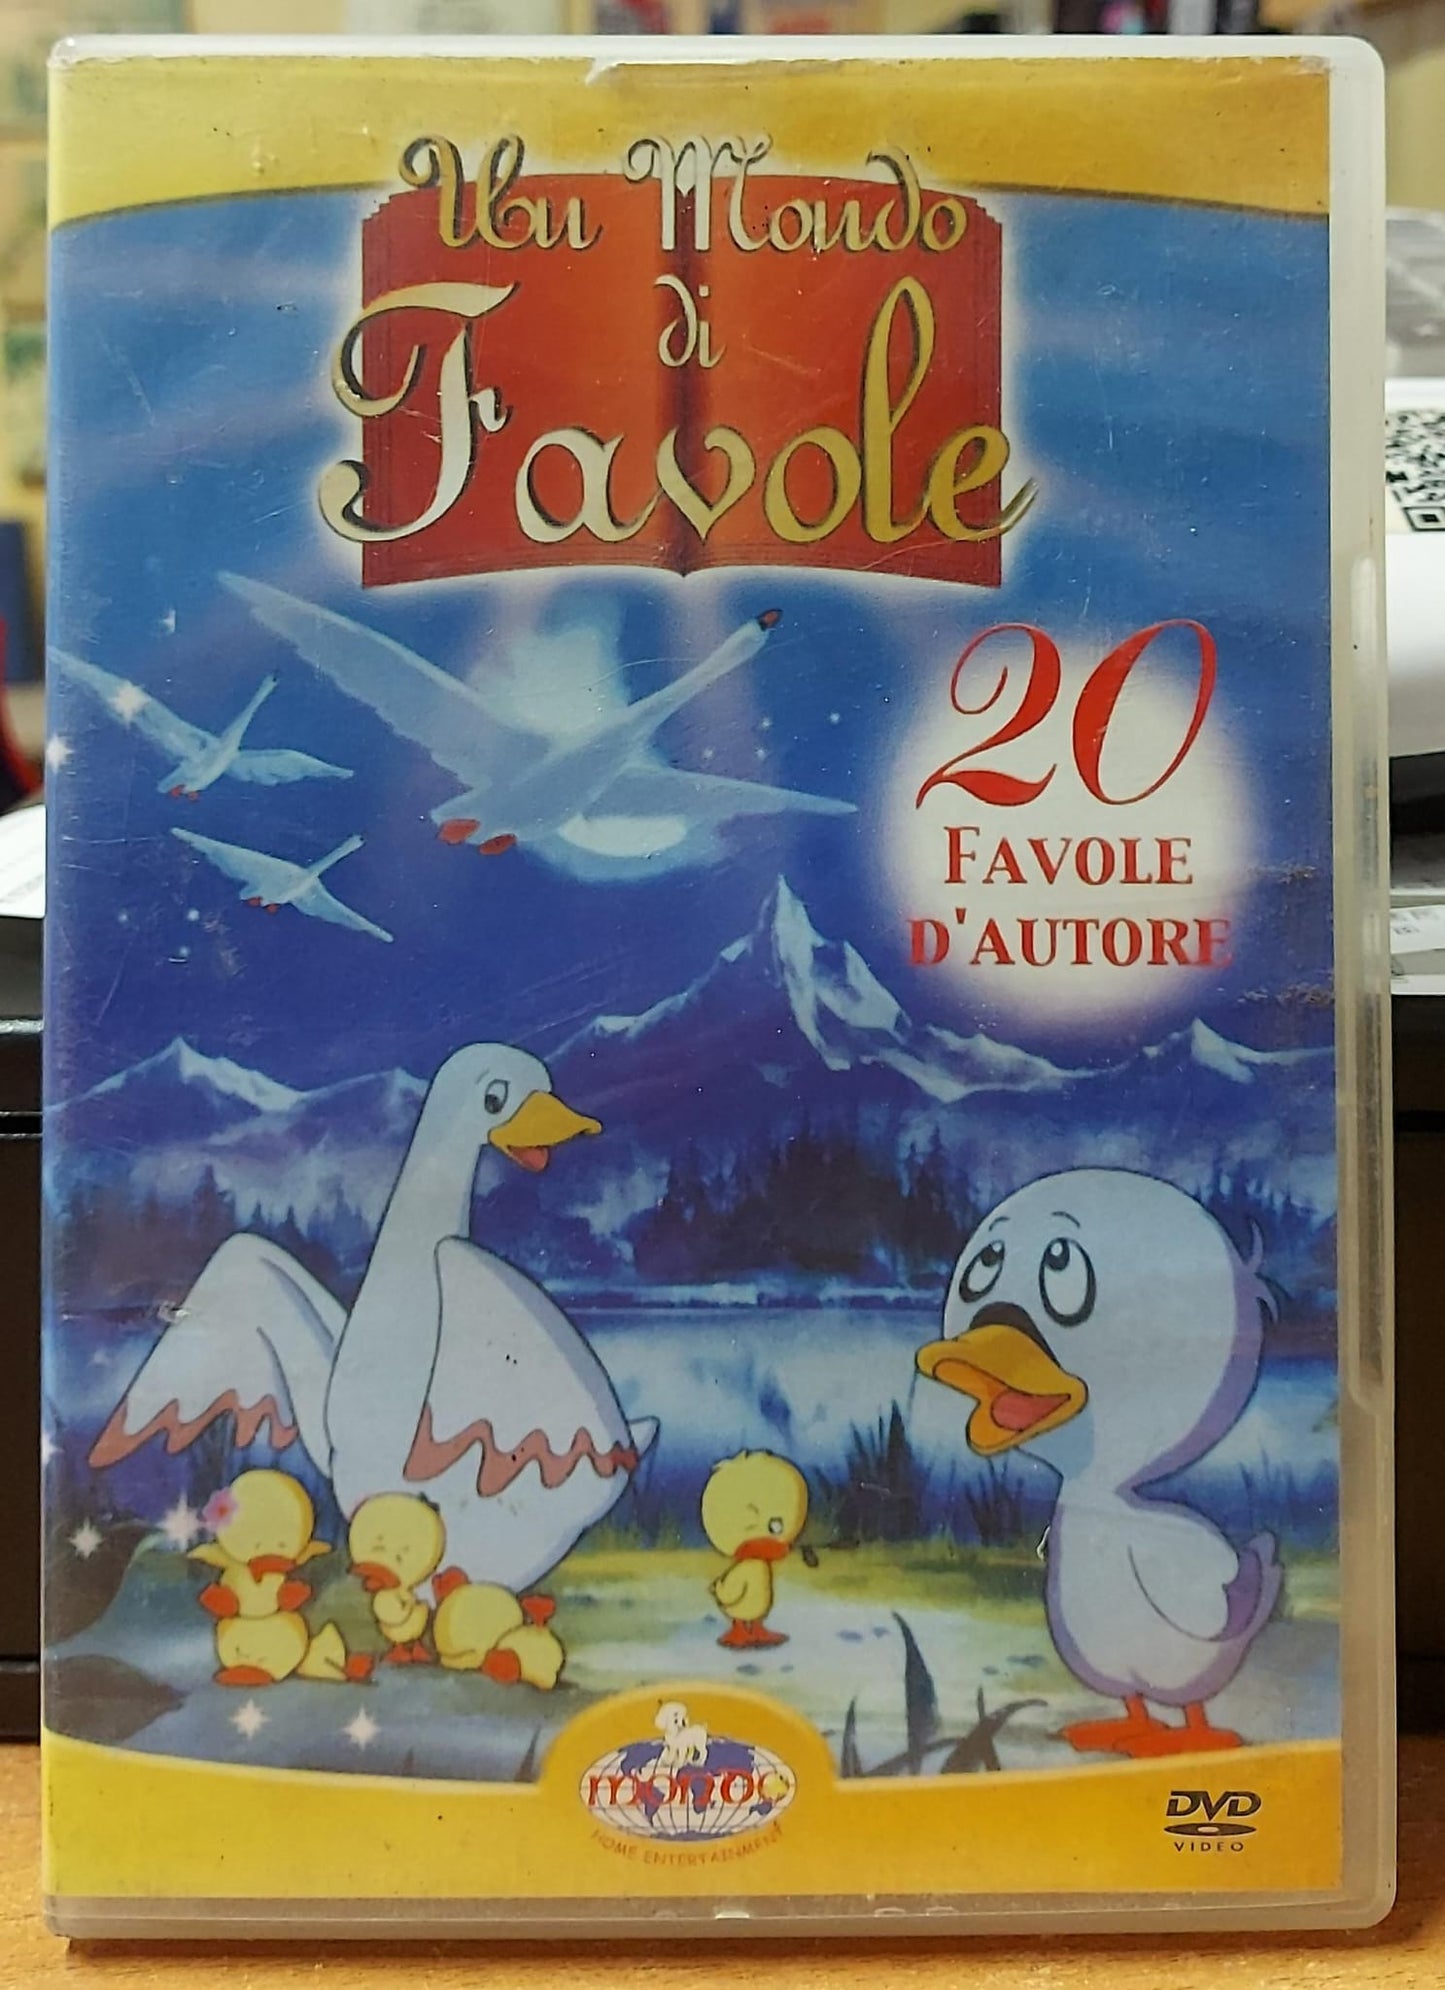 Un Mondo
di
Favole
20
FAVOLE
D'AUTORE
mondo
HOME ENTERTAINMENT
DVD
VIDEO